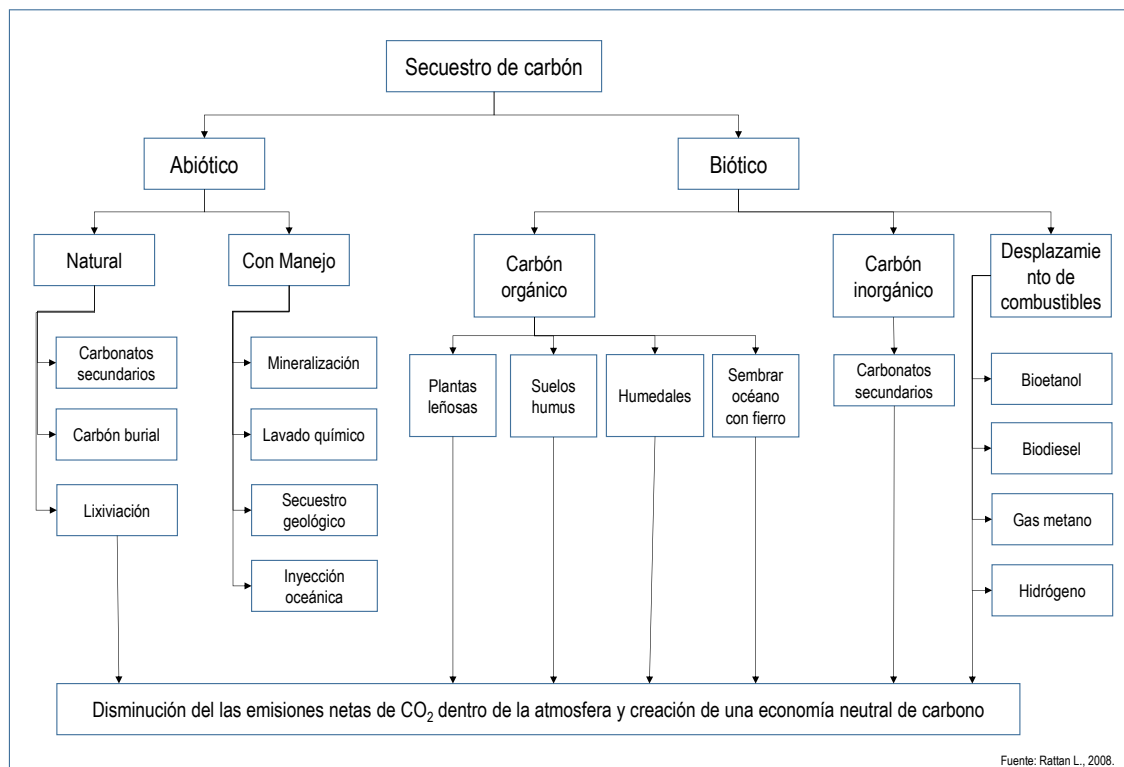 Secuestro de carbón
Abiótico
Biótico
Natural
Con Manejo
Carbón
orgánico
Carbón
inorgánico
Desplazamie
nto de
combustibles
Carbonatos
secundarios
Carbón burial
Lixiviación
Mineralización
Lavado químico
Secuestro
geológico
Inyección
oceánica
Plantas
leñosas
Suelos
humus
Humedales
Sembrar
océano
con fierro
Carbonatos
secundarios
Bioetanol
Biodiesel
Gas metano
Hidrógeno
Disminución del las emisiones netas de CO₂ dentro de la atmosfera y creación de una economía neutral de carbono
Fuente: Rattan L., 2008.